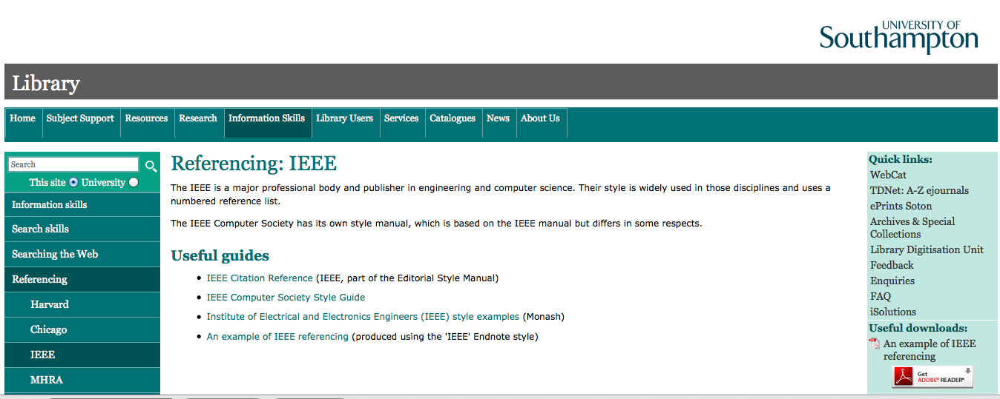 UNIVERSITY OF
Southampton
Library
Home Subject Support Resources Research Information Skills Library Users Services Catalogues News About Us
Search
This site University
Information skills
Search skills
Searching the Web
Referencing
Harvard
Chicago
IEEE
MHRA
Referencing: IEEE
The IEEE is a major professional body and publisher in engineering and computer science. Their style is widely used in those disciplines and uses a
numbered reference list.
The IEEE Computer Society has its own style manual, which is based on the IEEE manual but differs in some respects.
Useful guides
• IEEE Citation Reference (IEEE, part of the Editorial Style Manual)
• IEEE Computer Society Style Guide
• Institute of Electrical and Electronics Engineers (IEEE) style examples (Monash)
• An example of IEEE referencing (produced using the 'IEEE' Endnote style)
Quick links:
WebCat
TDNet: A-Z ejournals
ePrints Soton
Archives & Special
Collections
Library Digitisation Unit
Feedback
Enquiries
FAQ
iSolutions
Useful downloads:
An example of IEEE
referencing
Get
ADOBE® READER®